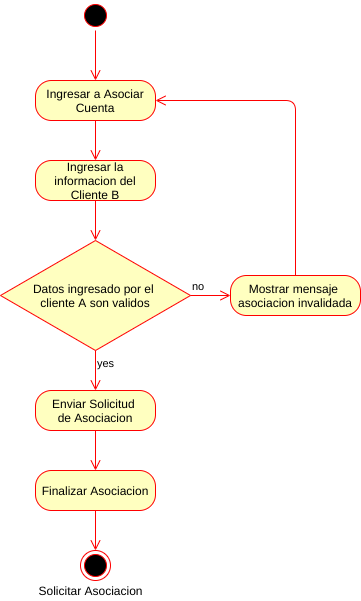 Ingresar a Asociar
Cuenta
Ingresar la
informacion del
Cliente B
Datos ingresado por el
cliente A son validos
no
Mostrar mensaje
asociacion invalidada
yes
Enviar Solicitud
de Asociacion
Finalizar Asociacion
Solicitar Asociacion